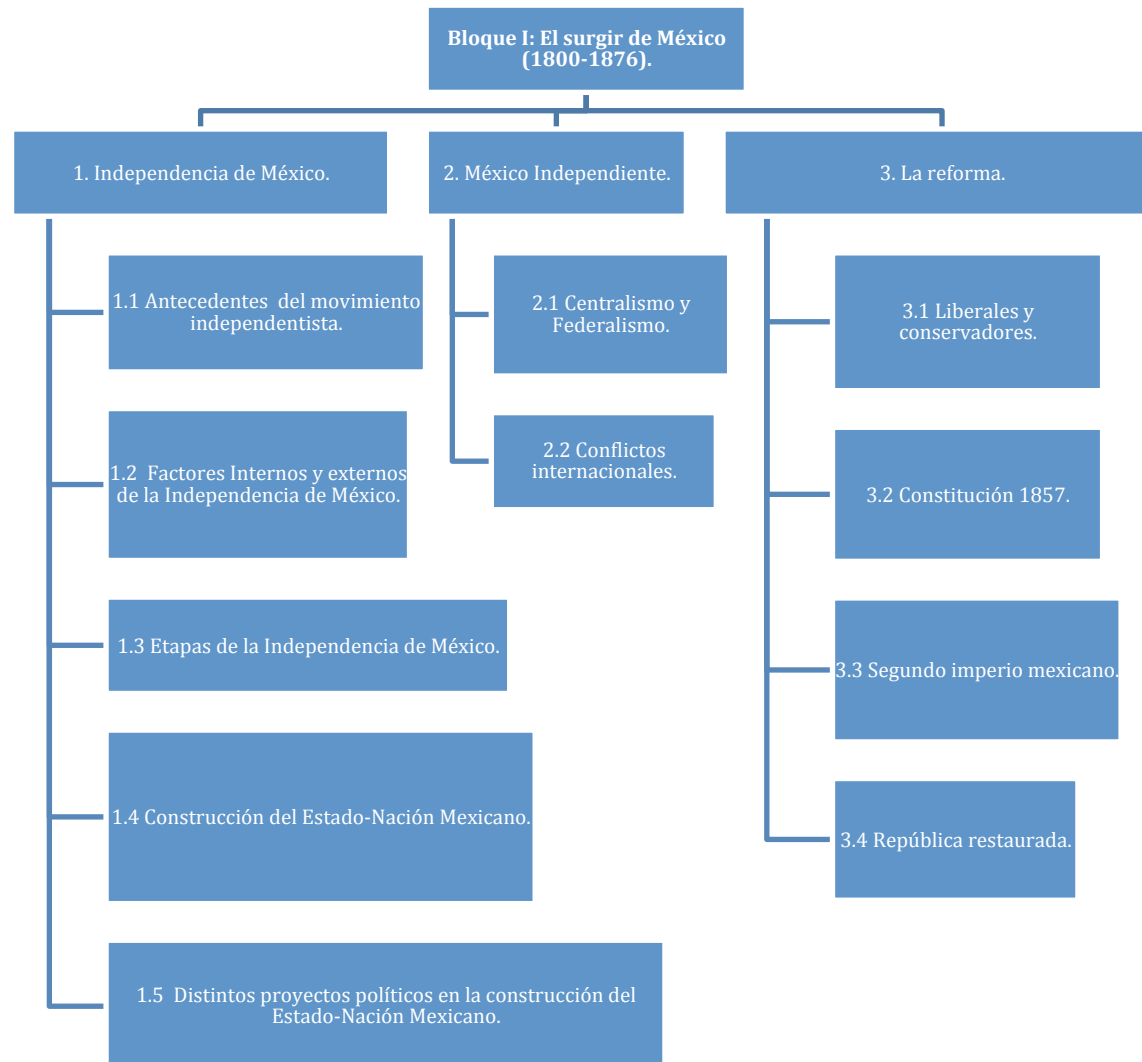 Bloque I: El surgir de México
(1800-1876).
1. Independencia de México.
1.1 Antecedentes  del movimiento
independentista.
1.2  Factores Internos y externos
de la Independencia de México.
1.3 Etapas de la Independencia de México.
1.4 Construcción del Estado-Nación Mexicano.
1.5  Distintos proyectos políticos en la construcción del
Estado-Nación Mexicano.
2. México Independiente.
2.1 Centralismo y
Federalismo.
2.2 Conflictos
internacionales.
3. La reforma.
3.1 Liberales y
conservadores.
3.2 Constitución 1857.
3.3 Segundo imperio mexicano.
3.4 República restaurada.